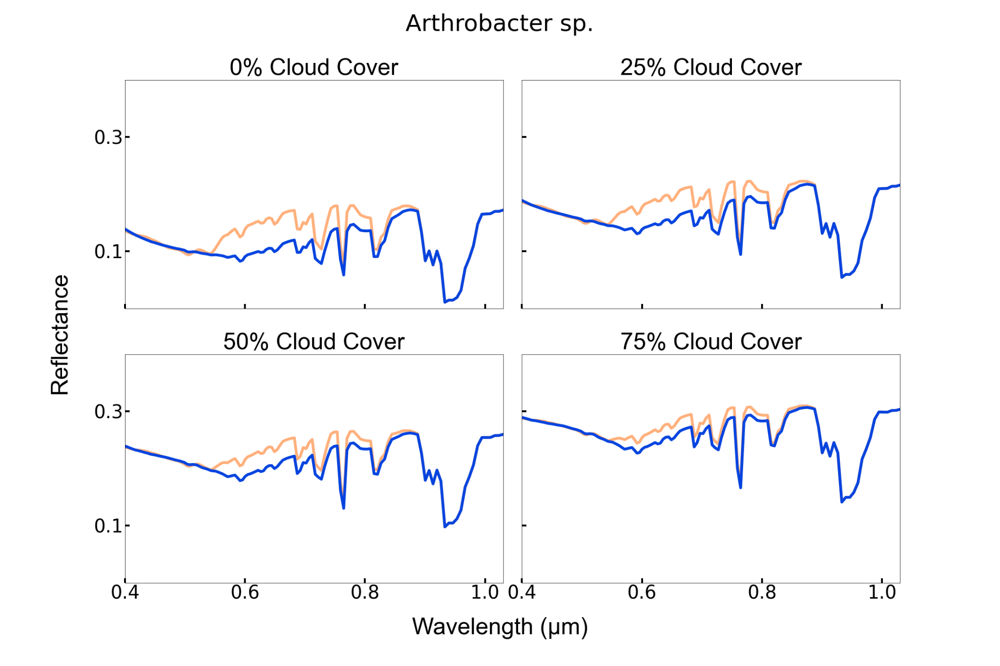 Arthrobacter sp.
0% Cloud Cover
25% Cloud Cover
0.3
0.1
50% Cloud Cover
75% Cloud Cover
Reflectance
0.3
0.1
0.4 0.6 0.8 1.0 0.4 0.6 0.8 1.0
Wavelength (μm)